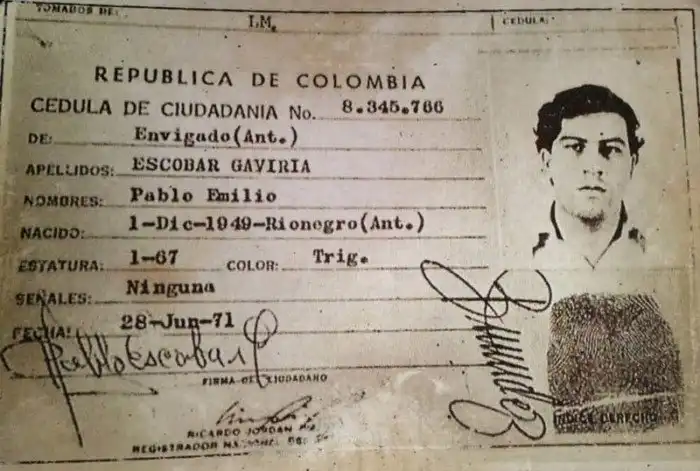 TOMADOS DE:
I.M.
CEDULA:
REPUBLICA DE COLOMBIA
CEDULA DE CIUDADANIA No. 8.345.766
DE: Envigado(Ant.)
APELLIDOS: ESCOBAR GAVIRIA
NOMBRES: Pablo Emilio
NACIDO: 1-Dic-1949-Rionegro(Ant.)
ESTATURA: 1-67 COLOR: Trig.
SEÑALES: Ninguna
FECHA: 28-Jun-71
Pablo Escobar G
FIRMA DEL CIUDADANO
RICARDO JORDAN
REGISTRADOR
INDICE DERECHO